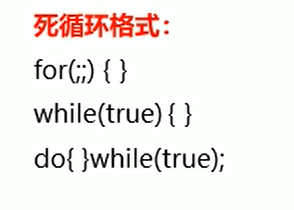 死循环格式：
for(;;) { }
while(true) { }
do{ }while(true);